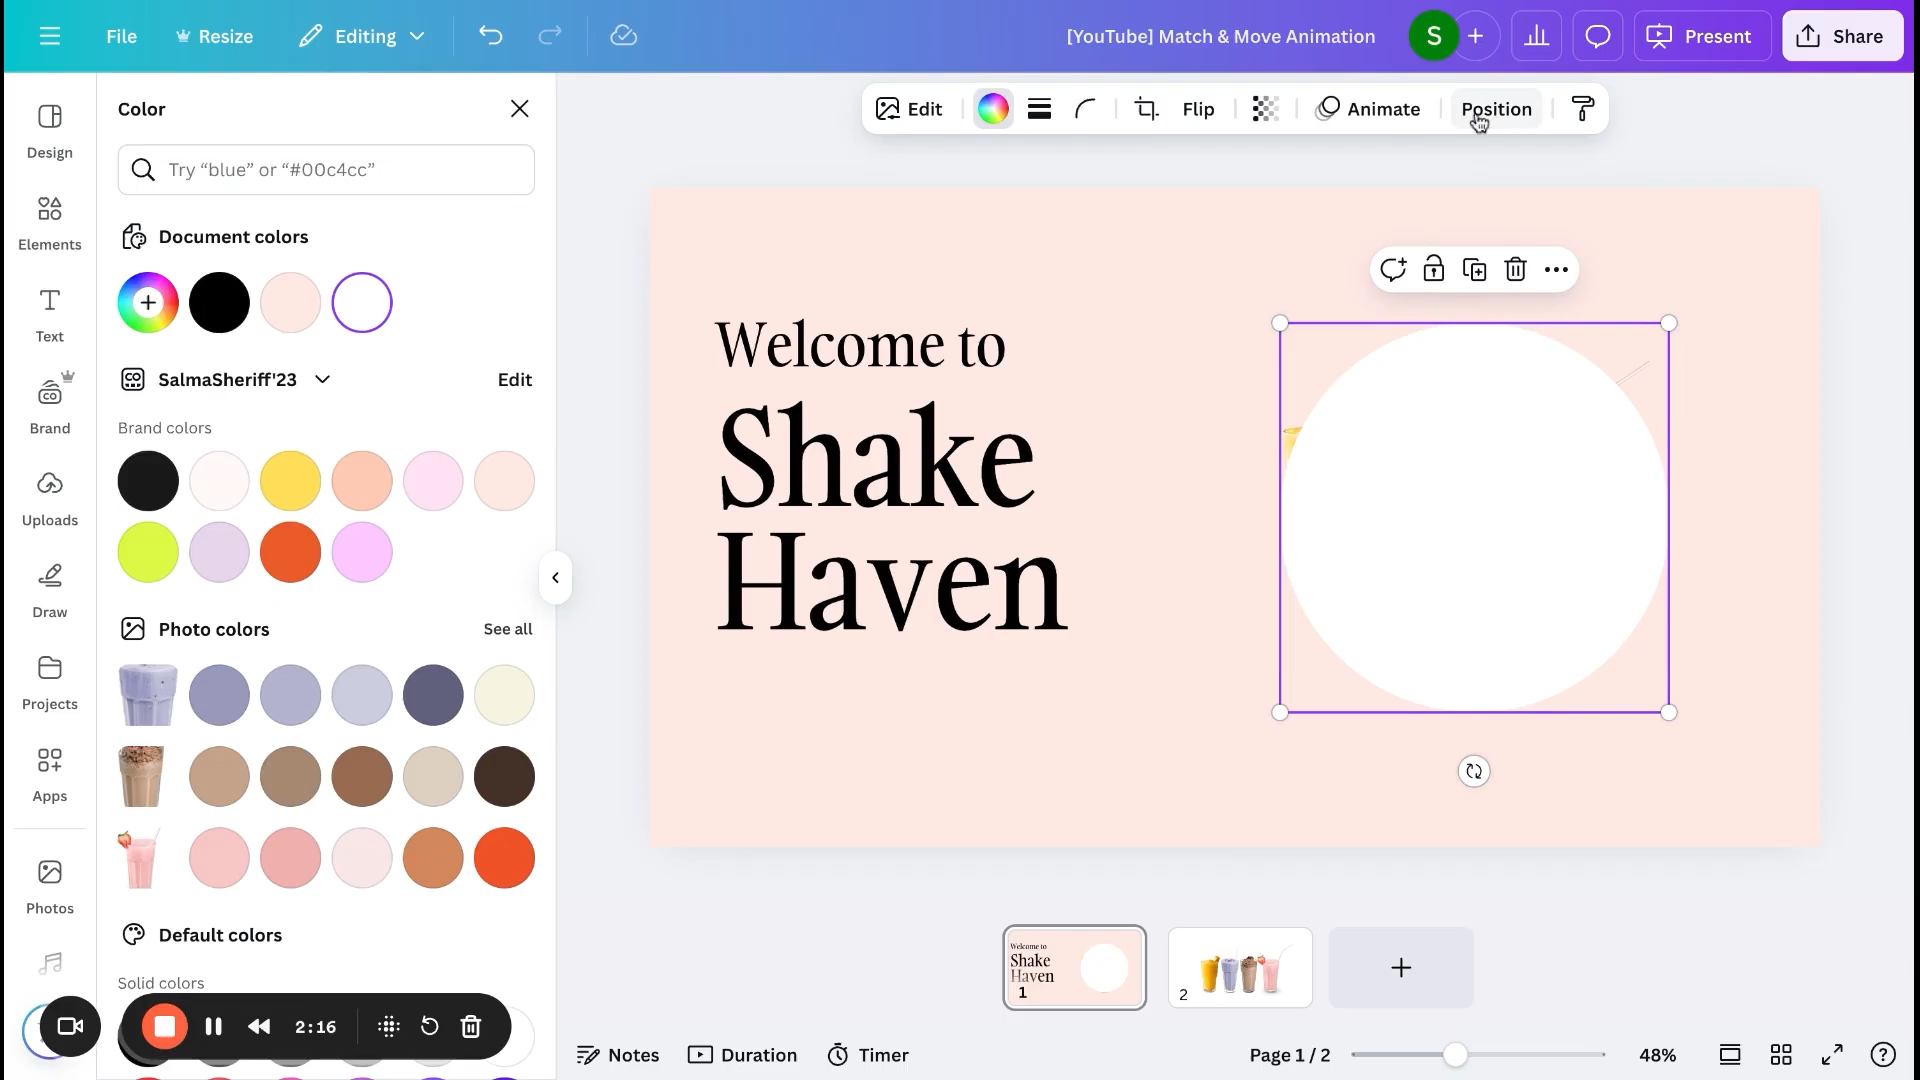 File
Resize
Editing
[YouTube] Match & Move Animation
S
Present
Share
Design
Elements
Text
Brand
Uploads
Draw
Projects
Apps
Photos
Color
Try “blue” or “#00c4cc”
Document colors
SalmaSheriff'23
Edit
Brand colors
Photo colors
See all
Default colors
Solid colors
2:16
Edit
Flip
Animate
Position
Welcome to
Shake
Haven
Welcome to
Shake
Haven
1
2
Notes
Duration
Timer
Page 1 / 2
48%